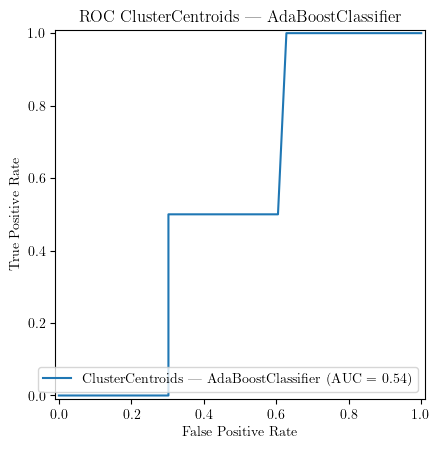 ROC ClusterCentroids — AdaBoostClassifier
1.0
0.8
0.6
0.4
0.2
0.0
True Positive Rate
ClusterCentroids — AdaBoostClassifier (AUC = 0.54)
0.0 0.2 0.4 0.6 0.8 1.0
False Positive Rate